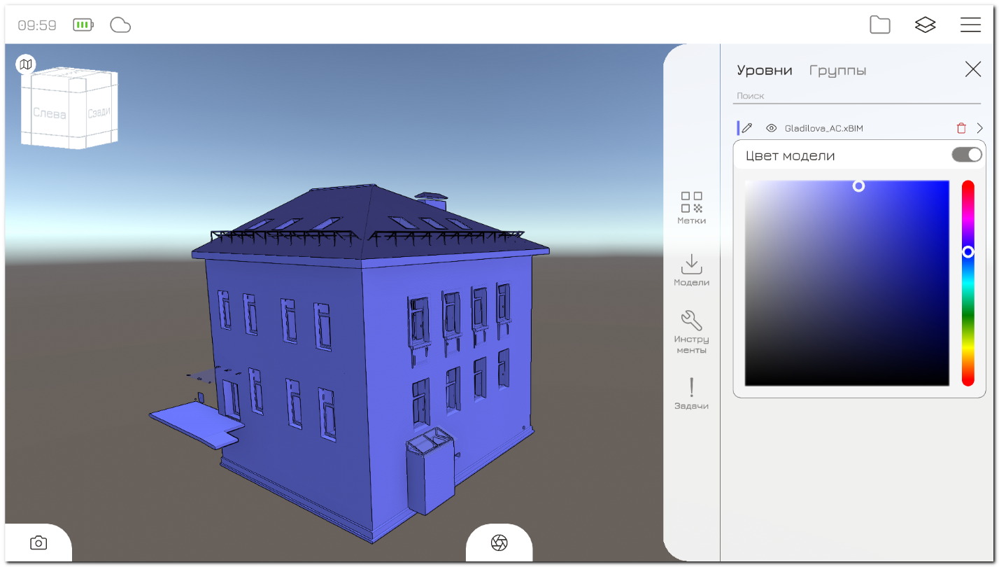 09:59
Слева
Сзади
Уровни Группы
Поиск
Gladilova_AC.xBIM
Цвет модели
Метки
Модели
Инстру
менты
Задачи